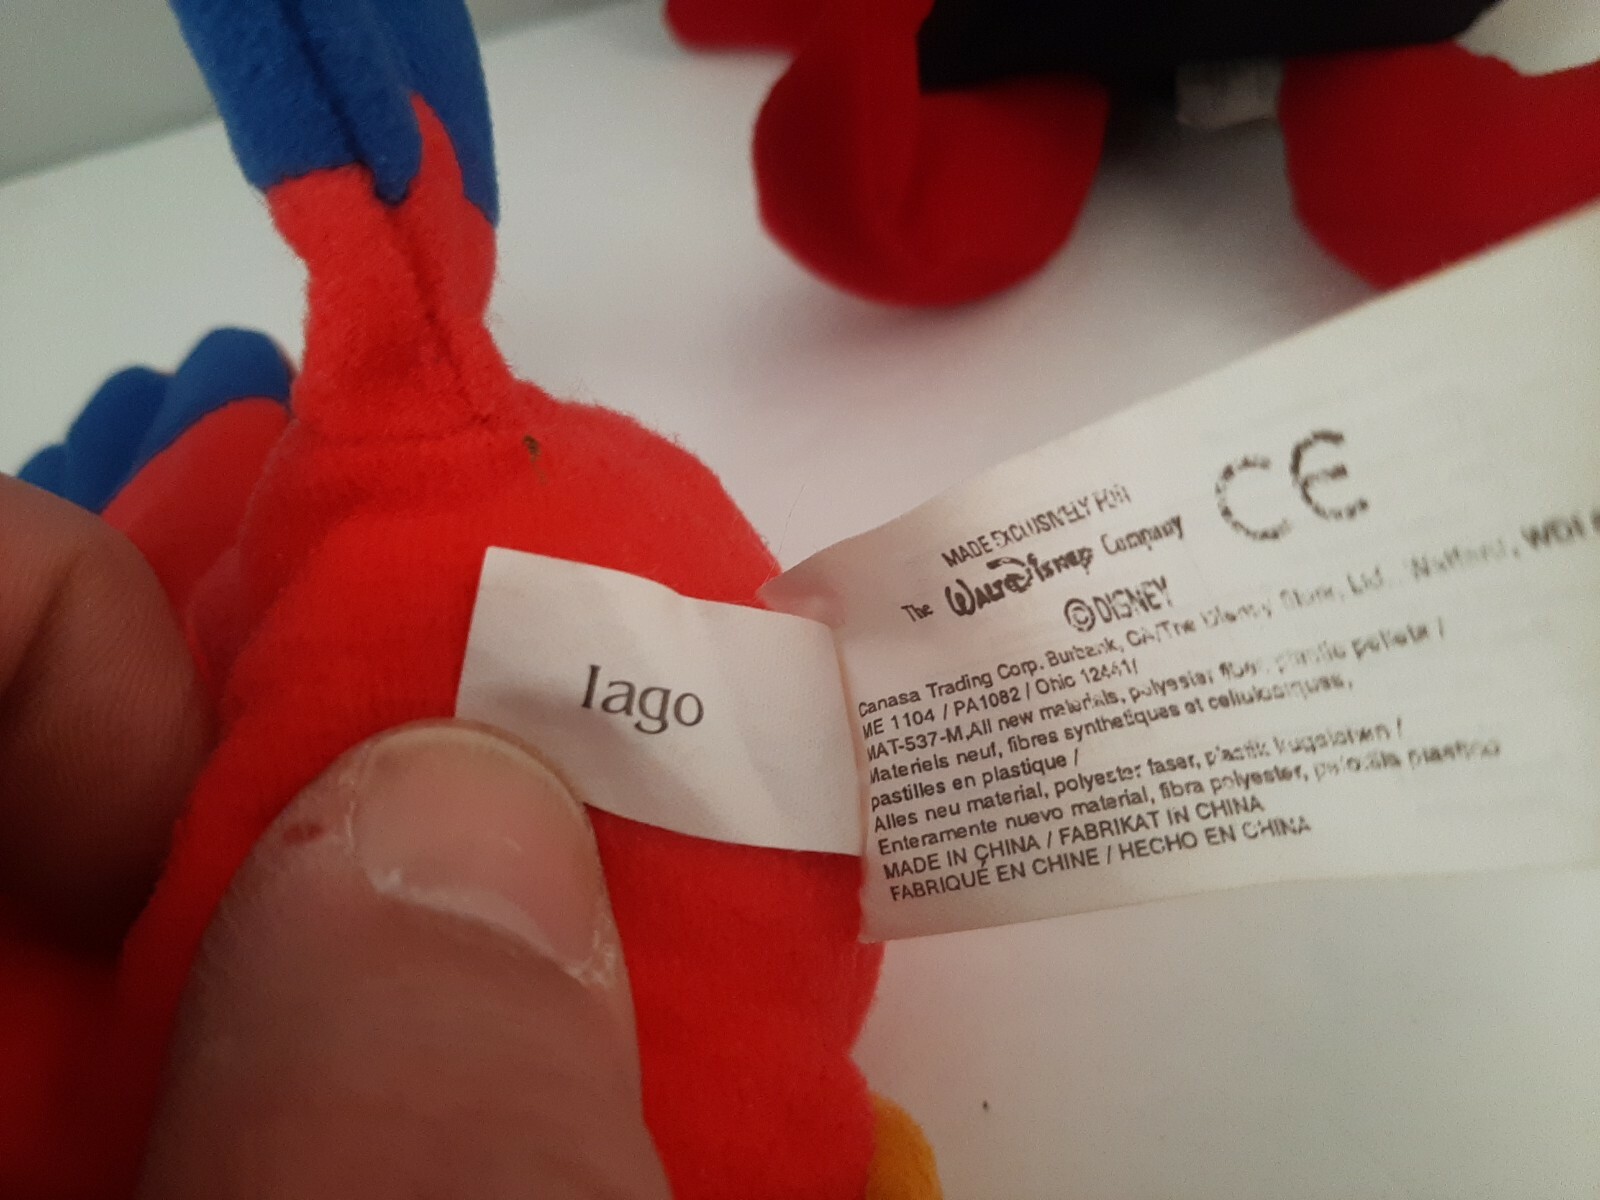 Iago
MADE EXCLUSIVELY FOR
The WALT DISNEY Company
CE
©DISNEY
Canasa Trading Corp. Burbank, CA/The Disney Store, Ltd. Watford, WD1
ME 1104 / PA1082 / Ohio 12441/
MAT-537-M,All new materials, polyester fiber, plastic pellets /
Materiels neuf, fibres synthetiques et cellulosiques,
pastilles en plastique /
Alles neu material, polyester faser, plastik kugelchen /
Enteramente nuevo material, fibra polyester, plastico
MADE IN CHINA / FABRIKAT IN CHINA
FABRIQUÉ EN CHINE / HECHO EN CHINA